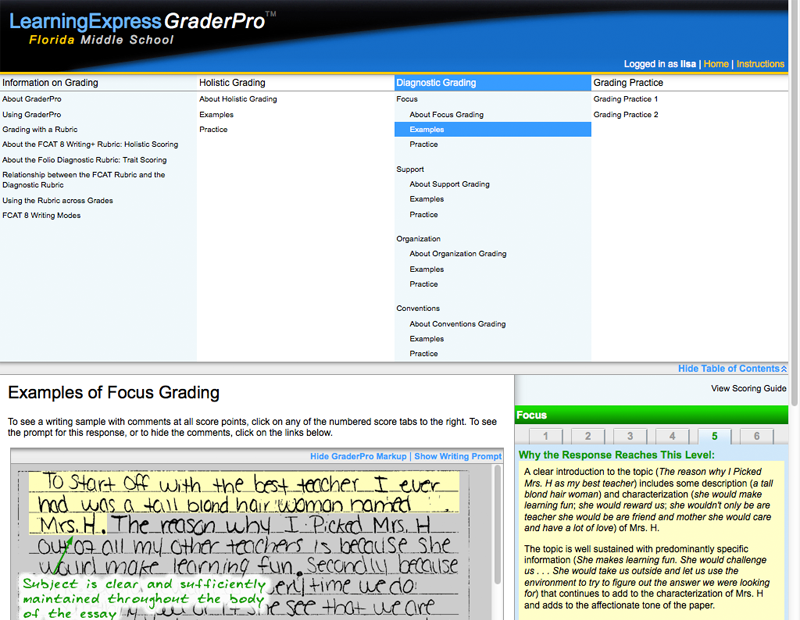 LearningExpress GraderPro™
Florida Middle School
Logged in as Ilsa | Home | Instructions
Information on Grading
About GraderPro
Using GraderPro
Grading with a Rubric
About the FCAT 8 Writing+ Rubric: Holistic Scoring
About the Folio Diagnostic Rubric: Trait Scoring
Relationship between the FCAT Rubric and the
Diagnostic Rubric
Using the Rubric across Grades
FCAT 8 Writing Modes
Holistic Grading
About Holistic Grading
Examples
Practice
Diagnostic Grading
Focus
About Focus Grading
Examples
Practice
Support
About Support Grading
Examples
Practice
Organization
About Organization Grading
Examples
Practice
Conventions
About Conventions Grading
Examples
Practice
Grading Practice
Grading Practice 1
Grading Practice 2
Hide Table of Contents
Examples of Focus Grading
To see a writing sample with comments at all score points, click on any of the numbered score tabs to the right. To see
the prompt for this response, or to hide the comments, click on the links below.
Hide GraderPro Markup | Show Writing Prompt
To start off with the best teacher I ever
had was a tall blond hair woman named
Mrs. H. The reason why I Picked Mrs. H
out of all my other teachers is because she
would make learning fun. Secondly because
every time we do
Subject is clear and sufficiently
maintained throughout the body
of the essay
she see that we are
View Scoring Guide
Focus
1 2 3 4 5 6
Why the Response Reaches This Level:
A clear introduction to the topic (The reason why I Picked
Mrs. H as my best teacher) includes some description (a tall
blond hair woman) and characterization (she would make
learning fun; she would reward us; she wouldn't only be are
teacher she would be are friend and mother she would care
and have a lot of love) of Mrs. H.
The topic is well sustained with predominantly specific
information (She makes learning fun. She would challenge
us . . . She would take us outside and let us use the
environment to try to figure out the answer we were looking
for) that continues to add to the characterization of Mrs. H
and adds to the affectionate tone of the paper.